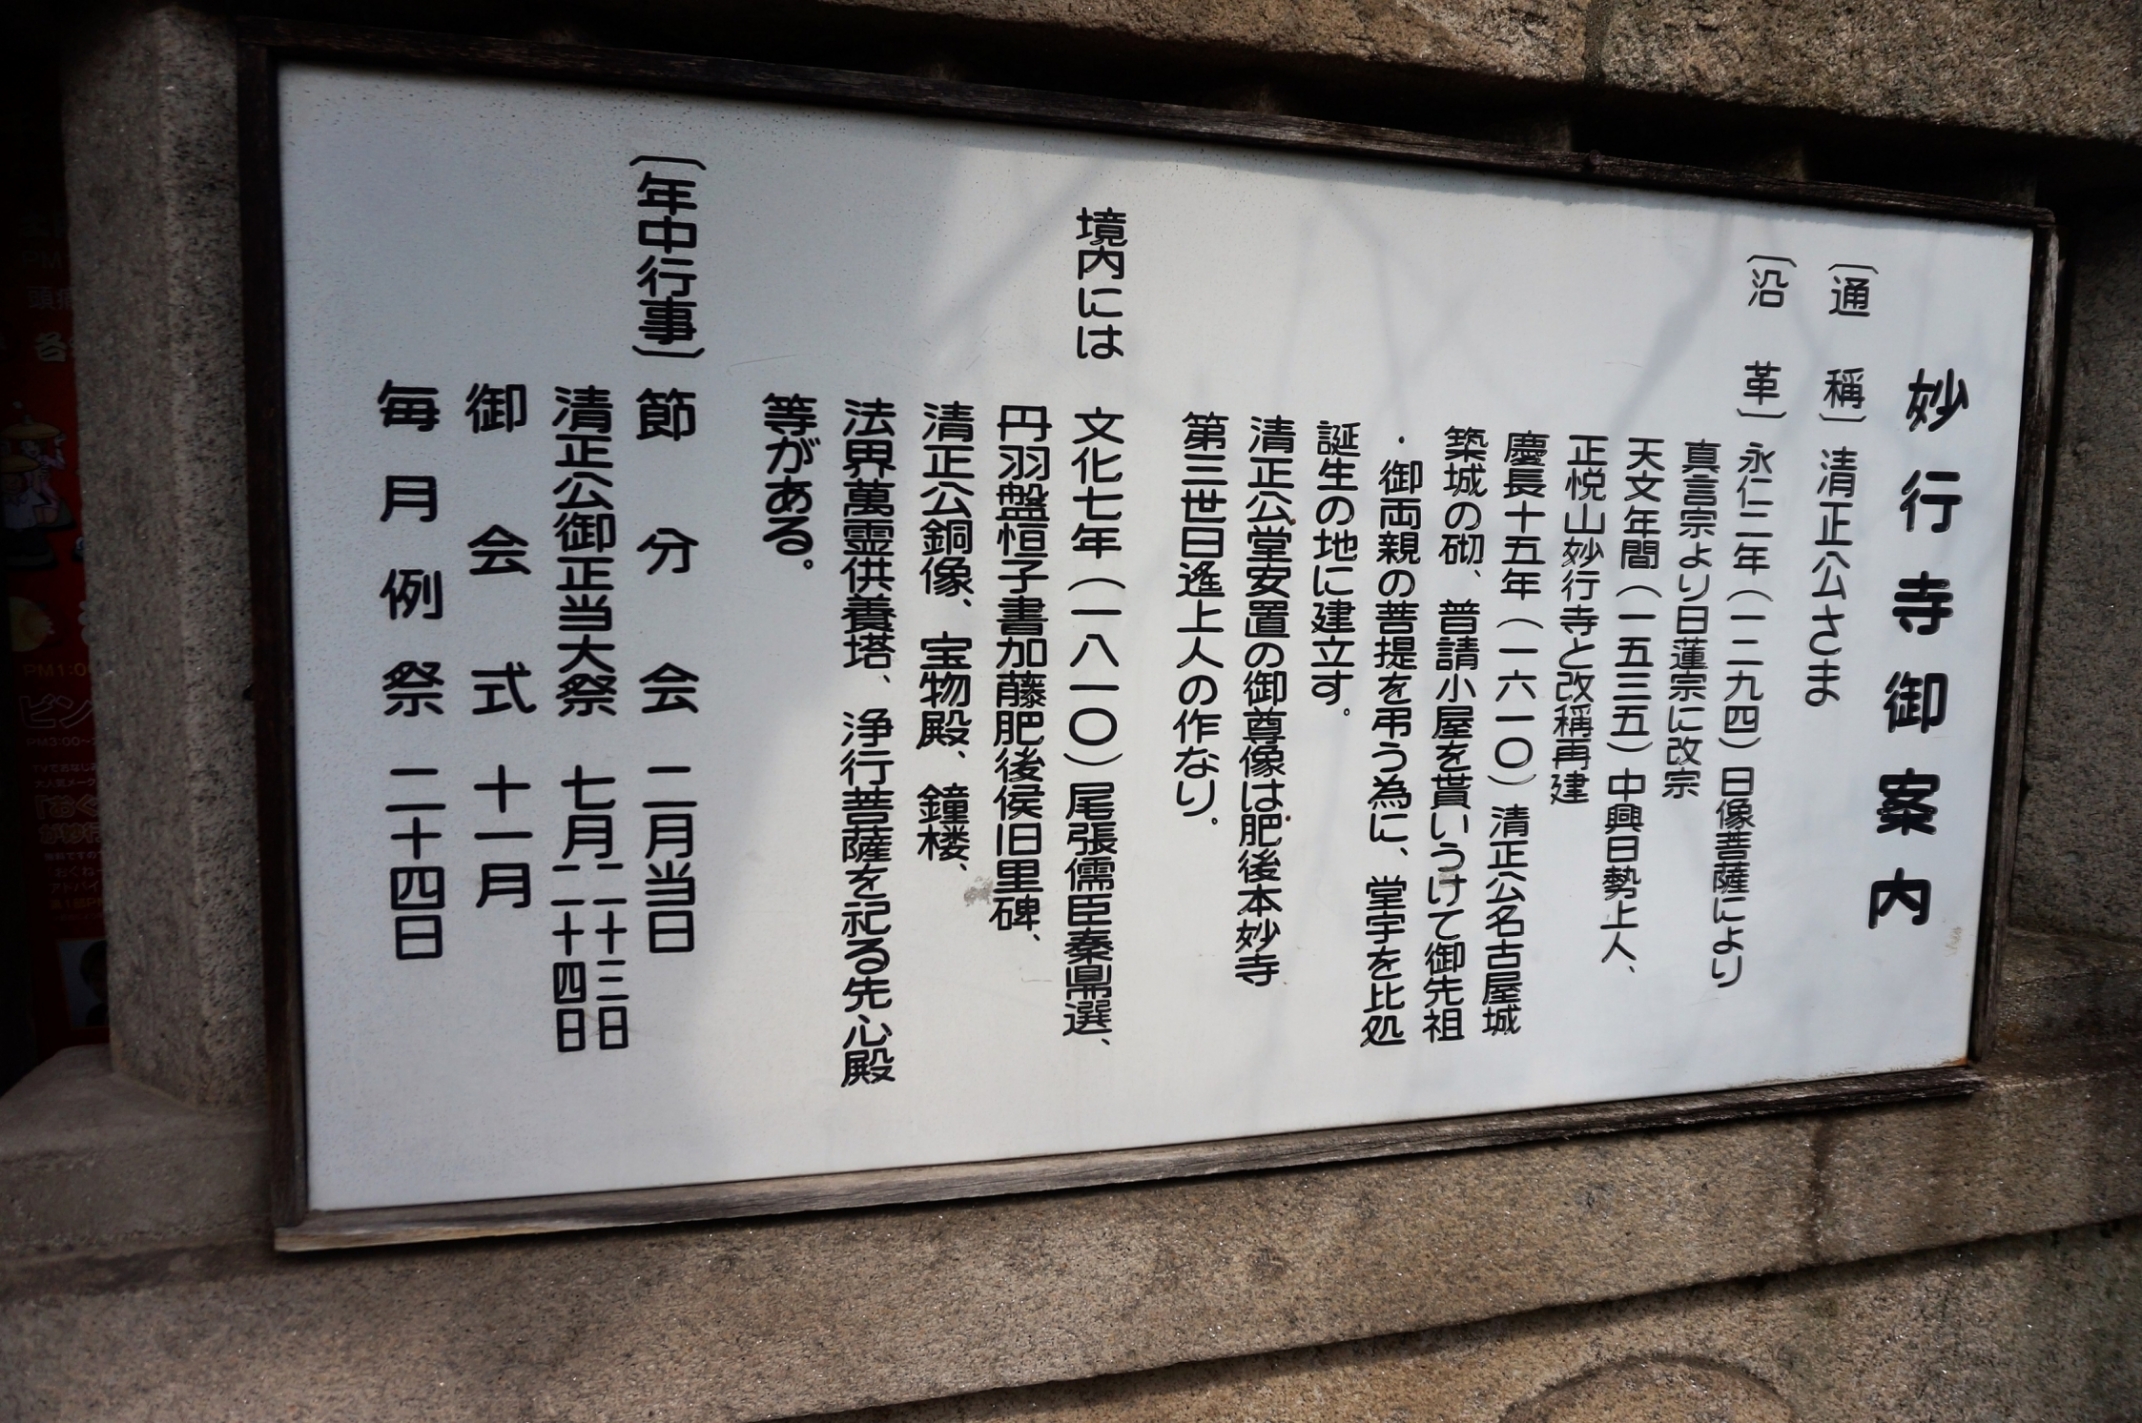 妙行寺御案内
〔通稱〕清正公さま
〔沿革〕永仁二年（一二九四）日像菩薩により
真言宗より日蓮宗に改宗
天文年間（一五三五）中興日勢上人、
正悦山妙行寺と改稱再建
慶長十五年（一六一〇）清正公名古屋城
築城の砌、普請小屋を貰いうけて御先祖
・御両親の菩提を弔う為に、堂宇を比処
誕生の地に建立す。
清正公堂安置の御尊像は肥後本妙寺
第三世日遙上人の作なり。
境内には 文化七年（一八一〇）尾張儒臣秦鼎選、
丹羽盤恒子書加藤肥後侯旧里碑、
清正公銅像、宝物殿、鐘楼、
法界萬霊供養塔、浄行菩薩を祀る先心殿
等がある。
〔年中行事〕節分会 二月当日
清正公御正当大祭 七月二十三日二十四日
御会式 十一月
毎月例祭 二十四日